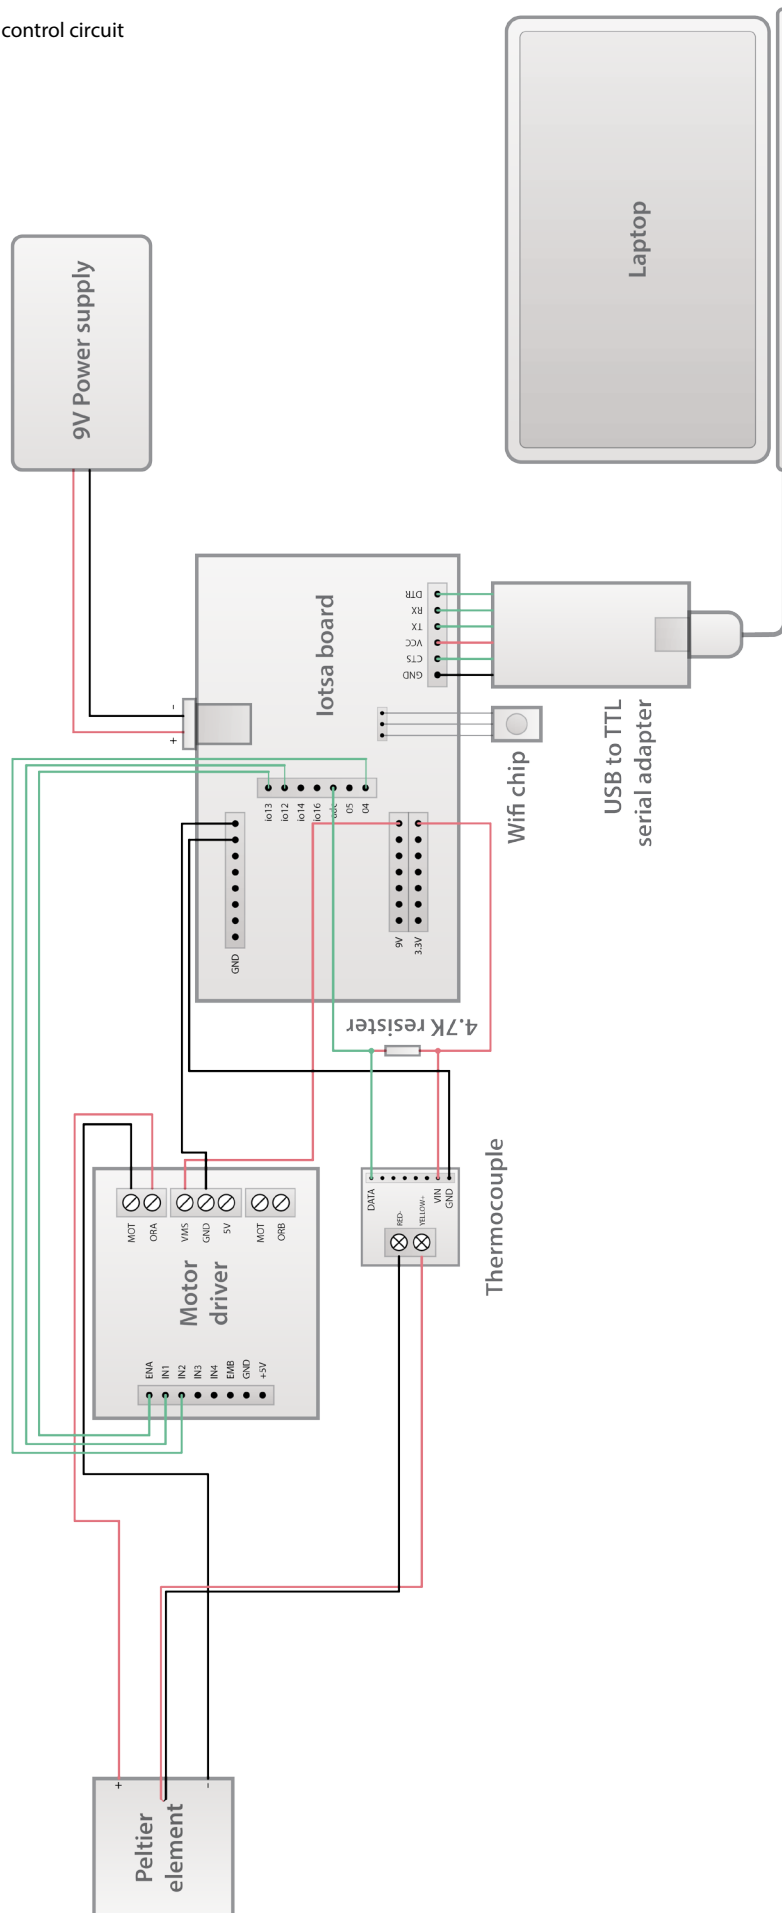 control circuit
Laptop
9V Power supply
Iotsa board
DTR
RX
TX
VCC
CTS
GND
-
+
USB to TTL
serial adapter
Wifi chip
io13
io12
io14
io16
05
04
GND
9V
3.3V
4.7K resister
MOT
ORA
VMS
GND
5V
MOT
ORB
Motor
driver
ENA
IN1
IN2
IN3
IN4
EMB
GND
+5V
DATA
VIN
GND
RED-
YELLOW+
Thermocouple
+
-
Peltier
element